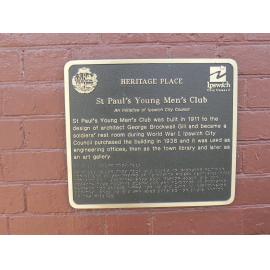 HERITAGE PLACE
Ipswich
St Paul's Young Men's Club
An initiative of Ipswich City Council
St Paul's Young Men's Club was built in 1911 to the
design of architect George Brockwell Gill and became a
soldiers' rest room during World War I. Ipswich City
Council purchased the building in 1938 and it was used as
engineering offices, then as the town library and later as
an art gallery